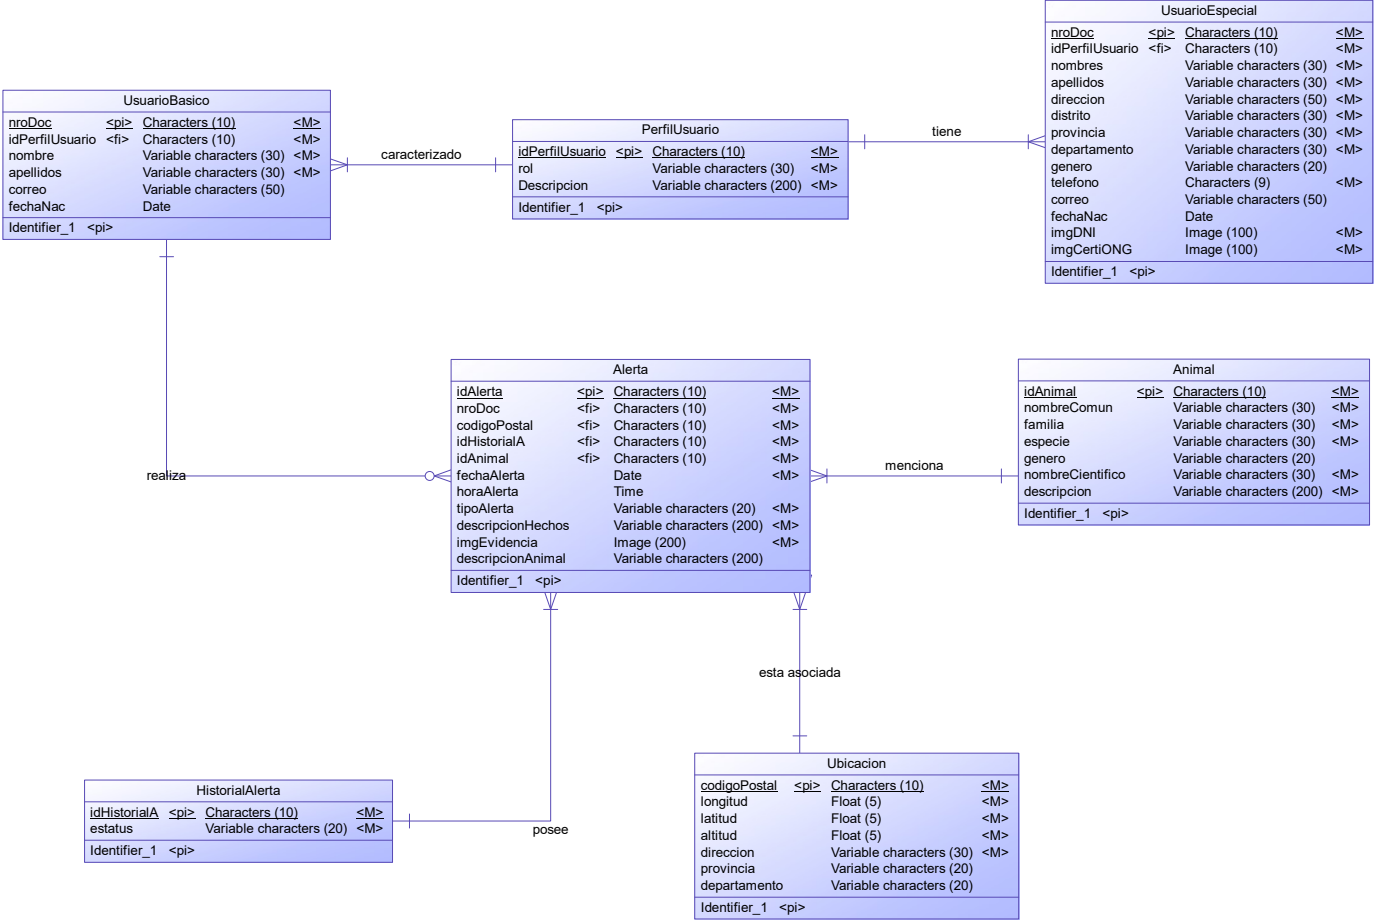 UsuarioEspecial
nroDoc <pi> Characters (10) <M>
idPerfilUsuario <fi> Characters (10) <M>
nombres Variable characters (30) <M>
apellidos Variable characters (30) <M>
direccion Variable characters (50) <M>
distrito Variable characters (30) <M>
provincia Variable characters (30) <M>
departamento Variable characters (30) <M>
genero Variable characters (20)
telefono Characters (9) <M>
correo Variable characters (50)
fechaNac Date
imgDNI Image (100) <M>
imgCertiONG Image (100) <M>
Identifier_1 <pi>
UsuarioBasico
nroDoc <pi> Characters (10) <M>
idPerfilUsuario <fi> Characters (10) <M>
nombre Variable characters (30) <M>
apellidos Variable characters (30) <M>
correo Variable characters (50)
fechaNac Date
Identifier_1 <pi>
caracterizado
PerfilUsuario
idPerfilUsuario <pi> Characters (10) <M>
rol Variable characters (30) <M>
Descripcion Variable characters (200) <M>
Identifier_1 <pi>
tiene
realiza
Alerta
idAlerta <pi> Characters (10) <M>
nroDoc <fi> Characters (10) <M>
codigoPostal <fi> Characters (10) <M>
idHistorialA <fi> Characters (10) <M>
idAnimal <fi> Characters (10) <M>
fechaAlerta Date <M>
horaAlerta Time
tipoAlerta Variable characters (20) <M>
descripcionHechos Variable characters (200) <M>
imgEvidencia Image (200) <M>
descripcionAnimal Variable characters (200)
Identifier_1 <pi>
menciona
Animal
idAnimal <pi> Characters (10) <M>
nombreComun Variable characters (30) <M>
familia Variable characters (30) <M>
especie Variable characters (30) <M>
genero Variable characters (20)
nombreCientifico Variable characters (30) <M>
descripcion Variable characters (200) <M>
Identifier_1 <pi>
esta asociada
HistorialAlerta
idHistorialA <pi> Characters (10) <M>
estatus Variable characters (20) <M>
Identifier_1 <pi>
posee
Ubicacion
codigoPostal <pi> Characters (10) <M>
longitud Float (5) <M>
latitud Float (5) <M>
altitud Float (5) <M>
direccion Variable characters (30) <M>
provincia Variable characters (20)
departamento Variable characters (20)
Identifier_1 <pi>